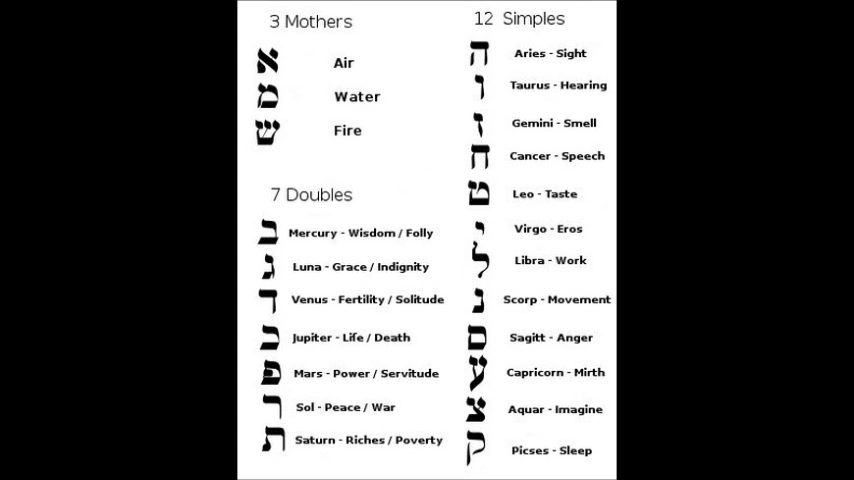 3 Mothers
א Air
מ Water
ש Fire
7 Doubles
ב Mercury - Wisdom / Folly
ג Luna - Grace / Indignity
ד Venus - Fertility / Solitude
כ Jupiter - Life / Death
פ Mars - Power / Servitude
ר Sol - Peace / War
ת Saturn - Riches / Poverty
12 Simples
ה Aries - Sight
ו Taurus - Hearing
ז Gemini - Smell
ח Cancer - Speech
ט Leo - Taste
י Virgo - Eros
ל Libra - Work
נ Scorp - Movement
ס Sagitt - Anger
ע Capricorn - Mirth
צ Aquar - Imagine
ק Picses - Sleep